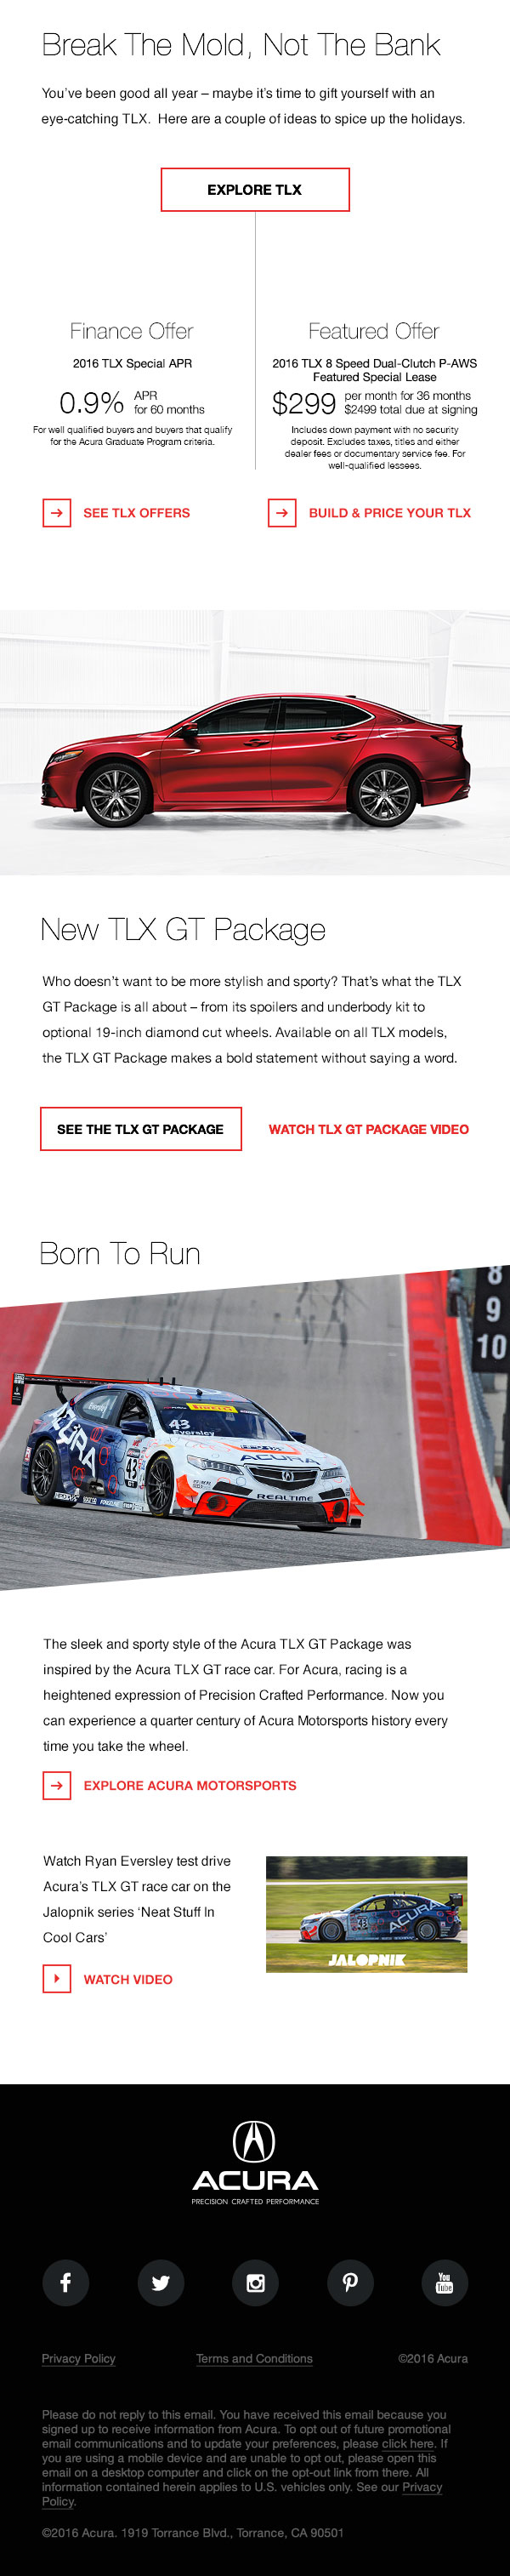 Break The Mold, Not The Bank
You've been good all year – maybe it's time to gift yourself with an
eye-catching TLX. Here are a couple of ideas to spice up the holidays.
EXPLORE TLX
Finance Offer
2016 TLX Special APR
0.9% APR
for 60 months
For well qualified buyers and buyers that qualify
for the Acura Graduate Program criteria.
SEE TLX OFFERS
Featured Offer
2016 TLX 8 Speed Dual-Clutch P-AWS
Featured Special Lease
$299 per month for 36 months
$2499 total due at signing
Includes down payment with no security
deposit. Excludes taxes, titles and either
dealer fees or documentary service fee. For
well-qualified lessees.
BUILD & PRICE YOUR TLX
New TLX GT Package
Who doesn't want to be more stylish and sporty? That's what the TLX
GT Package is all about – from its spoilers and underbody kit to
optional 19-inch diamond cut wheels. Available on all TLX models,
the TLX GT Package makes a bold statement without saying a word.
SEE THE TLX GT PACKAGE
WATCH TLX GT PACKAGE VIDEO
Born To Run
8
9
10
PIRELLI
43
Eversley
ACURA
ACURA
43
GT
REALTIME
The sleek and sporty style of the Acura TLX GT Package was
inspired by the Acura TLX GT race car. For Acura, racing is a
heightened expression of Precision Crafted Performance. Now you
can experience a quarter century of Acura Motorsports history every
time you take the wheel.
EXPLORE ACURA MOTORSPORTS
Watch Ryan Eversley test drive
Acura's TLX GT race car on the
Jalopnik series 'Neat Stuff In
Cool Cars'
WATCH VIDEO
43
ACURA
JALOPNIK
ACURA
PRECISION CRAFTED PERFORMANCE
You
Tube
Privacy Policy
Terms and Conditions
©2016 Acura
Please do not reply to this email. You have received this email because you
signed up to receive information from Acura. To opt out of future promotional
email communications and to update your preferences, please click here. If
you are using a mobile device and are unable to opt out, please open this
email on a desktop computer and click on the opt-out link from there. All
information contained herein applies to U.S. vehicles only. See our Privacy
Policy.
©2016 Acura. 1919 Torrance Blvd., Torrance, CA 90501